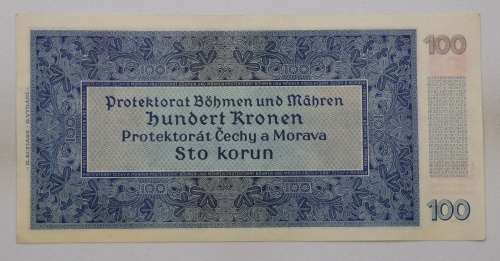 100
Protektorat Böhmen und Mähren
Hundert Kronen
Protektorát Čechy a Morava
Sto korun
100